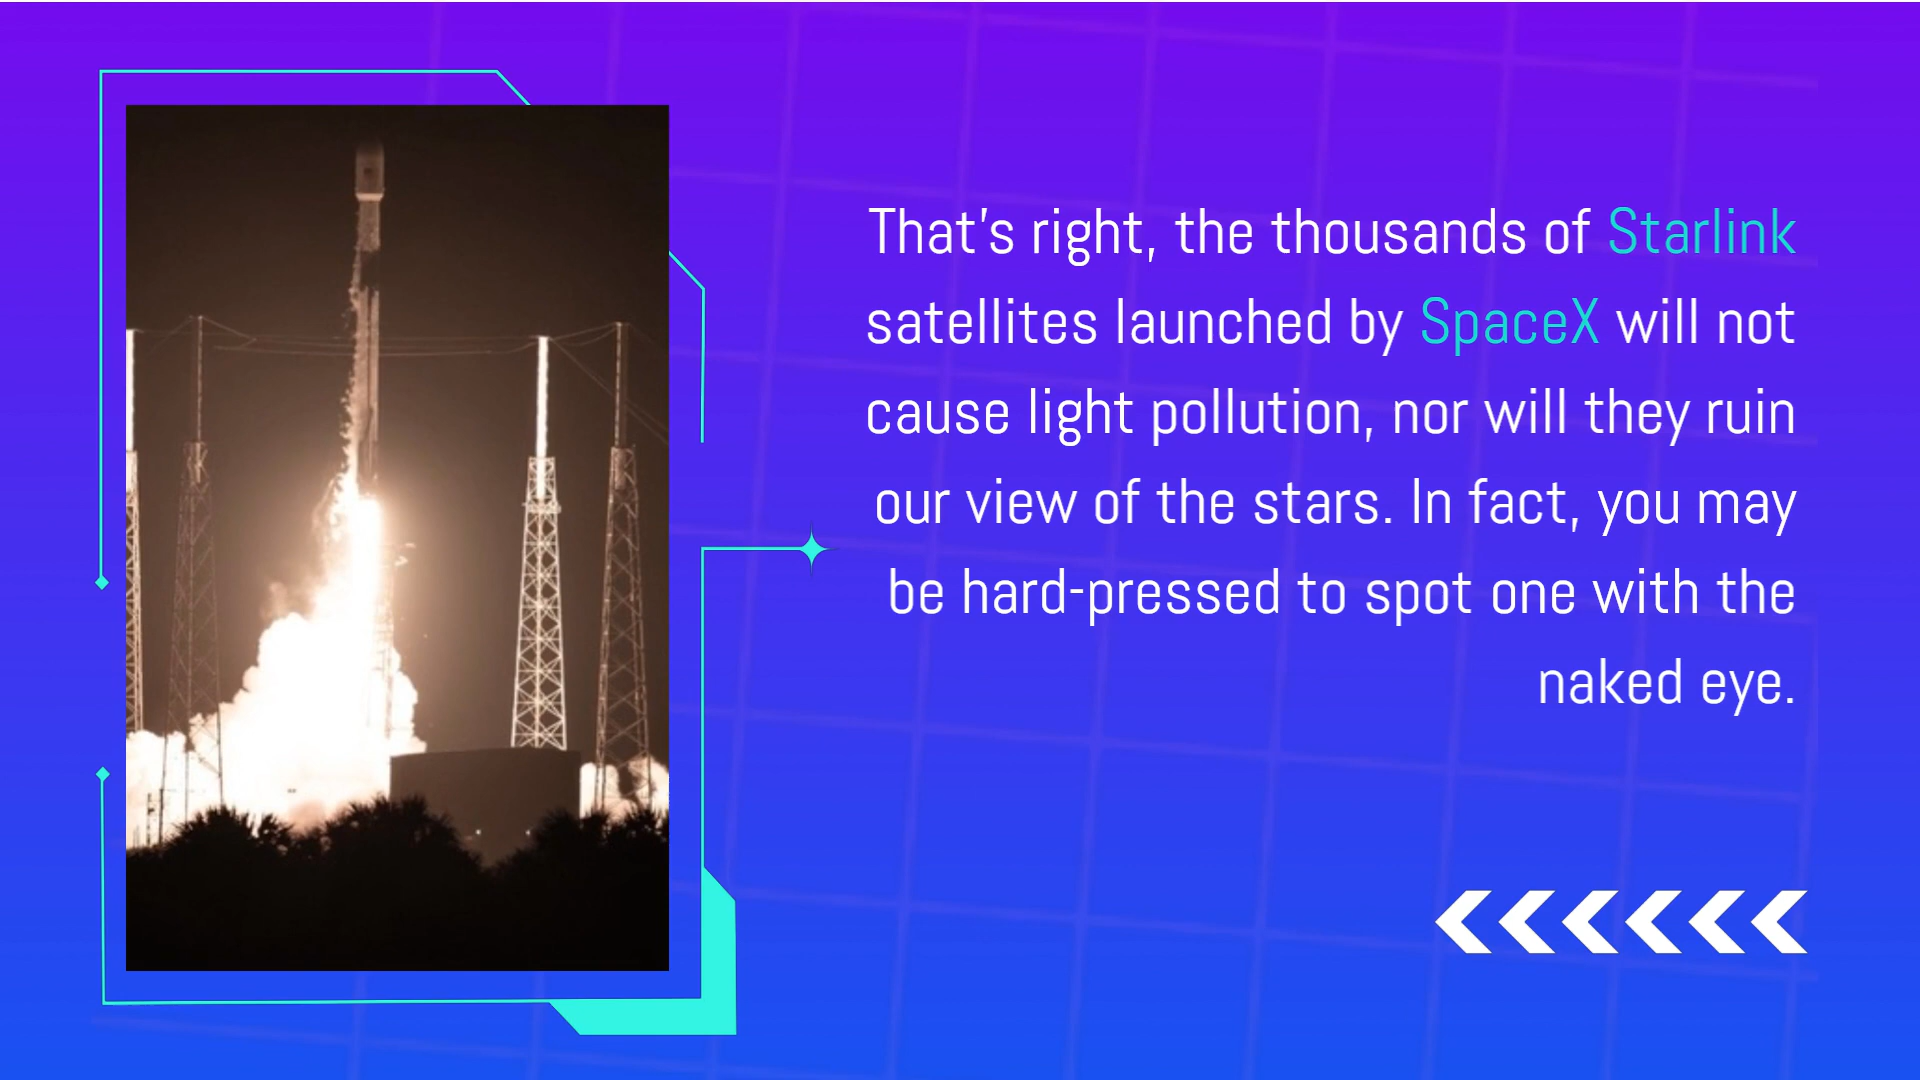 That’s right, the thousands of Starlink
satellites launched by SpaceX will not
cause light pollution, nor will they ruin
our view of the stars. In fact, you may
be hard-pressed to spot one with the
naked eye.